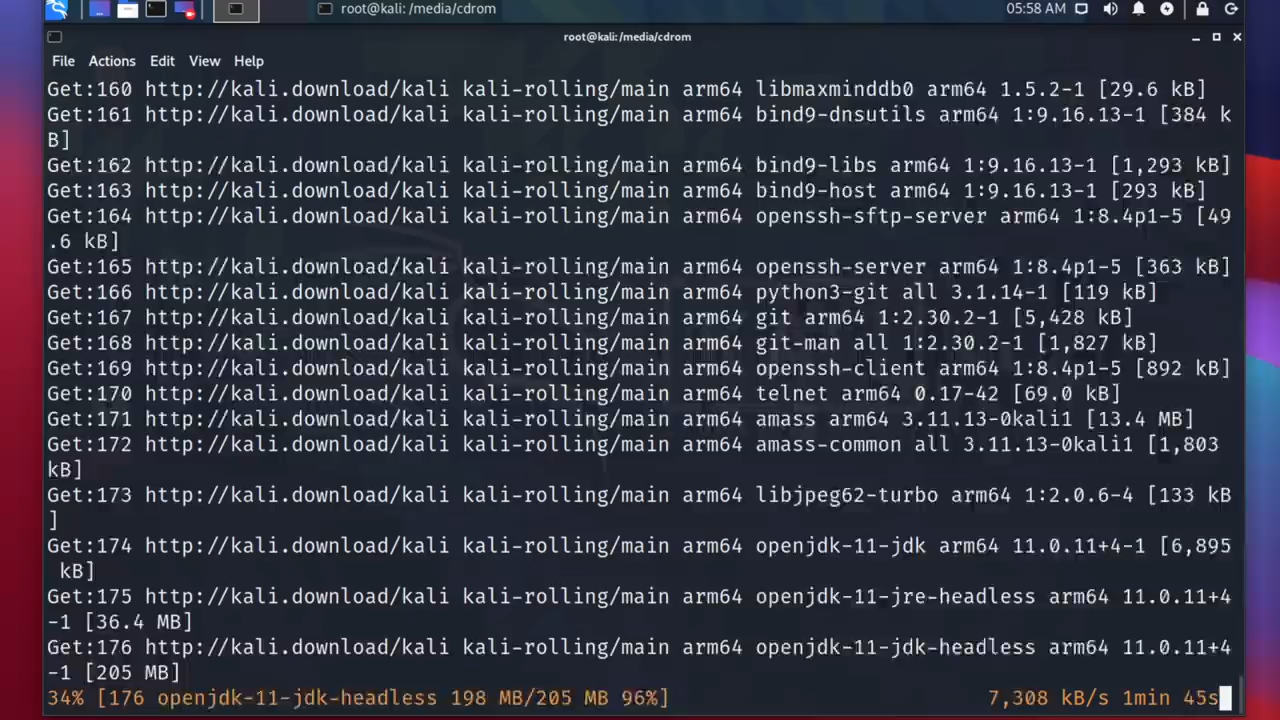 root@kali: /media/cdrom
05:58 AM
root@kali: /media/cdrom
File Actions Edit View Help
Get:160 http://kali.download/kali kali-rolling/main arm64 libmaxminddb0 arm64 1.5.2-1 [29.6 kB]
Get:161 http://kali.download/kali kali-rolling/main arm64 bind9-dnsutils arm64 1:9.16.13-1 [384 k
B]
Get:162 http://kali.download/kali kali-rolling/main arm64 bind9-libs arm64 1:9.16.13-1 [1,293 kB]
Get:163 http://kali.download/kali kali-rolling/main arm64 bind9-host arm64 1:9.16.13-1 [293 kB]
Get:164 http://kali.download/kali kali-rolling/main arm64 openssh-sftp-server arm64 1:8.4p1-5 [49
.6 kB]
Get:165 http://kali.download/kali kali-rolling/main arm64 openssh-server arm64 1:8.4p1-5 [363 kB]
Get:166 http://kali.download/kali kali-rolling/main arm64 python3-git all 3.1.14-1 [119 kB]
Get:167 http://kali.download/kali kali-rolling/main arm64 git arm64 1:2.30.2-1 [5,428 kB]
Get:168 http://kali.download/kali kali-rolling/main arm64 git-man all 1:2.30.2-1 [1,827 kB]
Get:169 http://kali.download/kali kali-rolling/main arm64 openssh-client arm64 1:8.4p1-5 [892 kB]
Get:170 http://kali.download/kali kali-rolling/main arm64 telnet arm64 0.17-42 [69.0 kB]
Get:171 http://kali.download/kali kali-rolling/main arm64 amass arm64 3.11.13-0kali1 [13.4 MB]
Get:172 http://kali.download/kali kali-rolling/main arm64 amass-common all 3.11.13-0kali1 [1,803
kB]
Get:173 http://kali.download/kali kali-rolling/main arm64 libjpeg62-turbo arm64 1:2.0.6-4 [133 kB
]
Get:174 http://kali.download/kali kali-rolling/main arm64 openjdk-11-jdk arm64 11.0.11+4-1 [6,895
kB]
Get:175 http://kali.download/kali kali-rolling/main arm64 openjdk-11-jre-headless arm64 11.0.11+4
-1 [36.4 MB]
Get:176 http://kali.download/kali kali-rolling/main arm64 openjdk-11-jdk-headless arm64 11.0.11+4
-1 [205 MB]
34% [176 openjdk-11-jdk-headless 198 MB/205 MB 96%] 7,308 kB/s 1min 45s